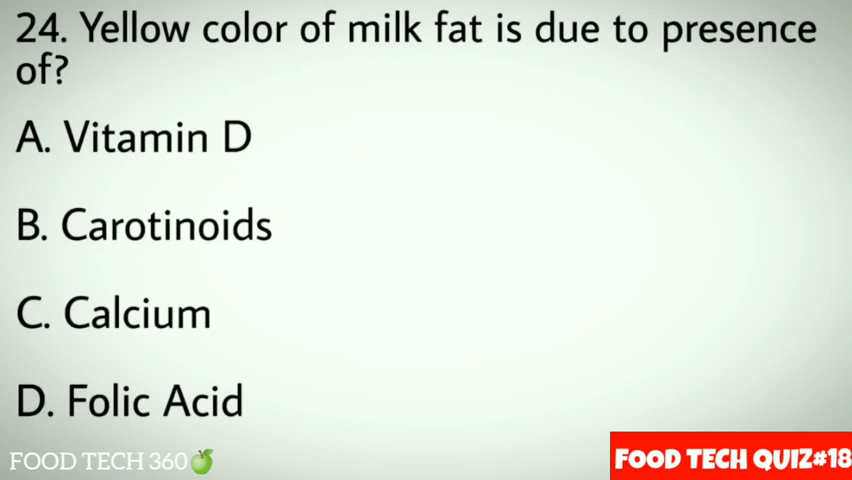 24. Yellow color of milk fat is due to presence
of?
A. Vitamin D
B. Carotinoids
C. Calcium
D. Folic Acid
FOOD TECH 360
FOOD TECH QUIZ#18